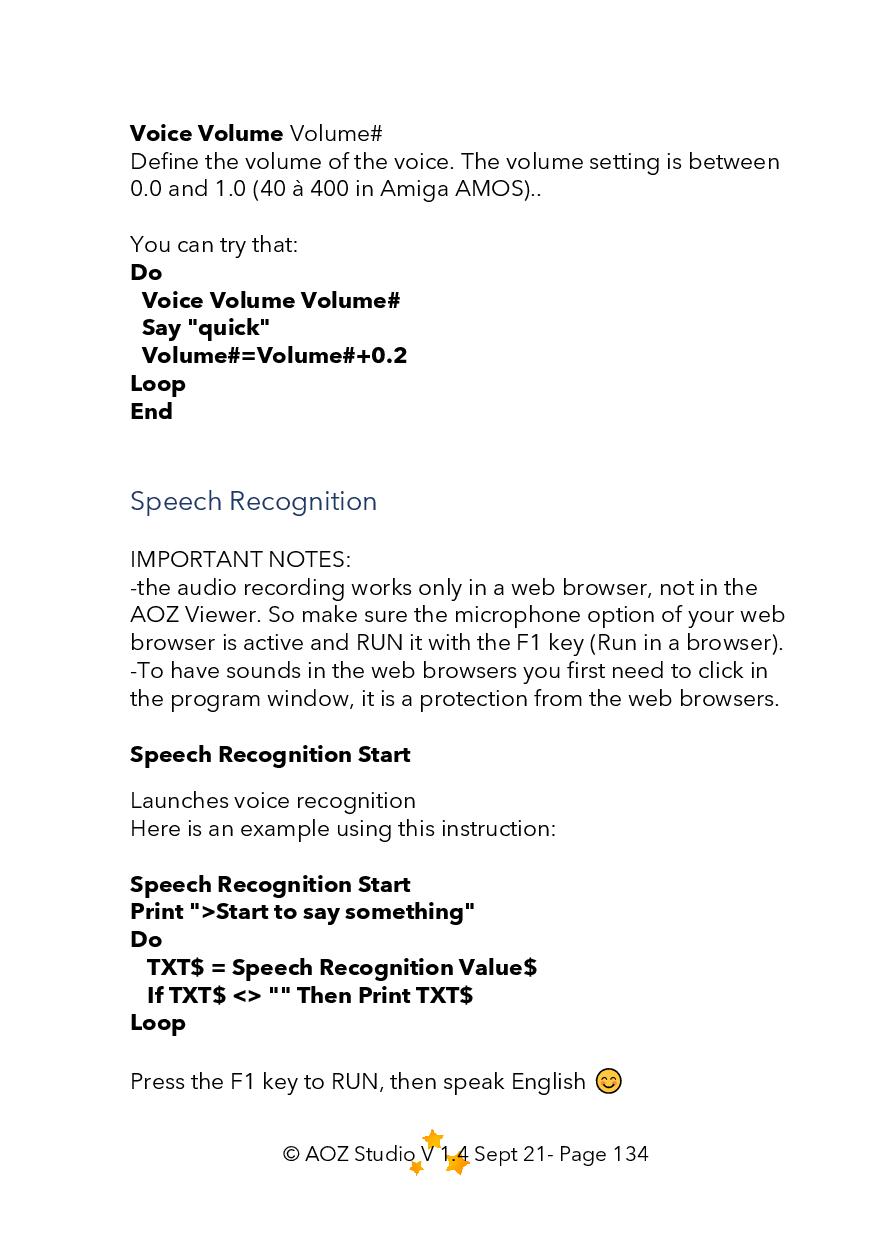 Voice Volume Volume#
Define the volume of the voice. The volume setting is between
0.0 and 1.0 (40 à 400 in Amiga AMOS)..
You can try that:
Do
Voice Volume Volume#
Say "quick"
Volume#=Volume#+0.2
Loop
End
Speech Recognition
IMPORTANT NOTES:
-the audio recording works only in a web browser, not in the
AOZ Viewer. So make sure the microphone option of your web
browser is active and RUN it with the F1 key (Run in a browser).
-To have sounds in the web browsers you first need to click in
the program window, it is a protection from the web browsers.
Speech Recognition Start
Launches voice recognition
Here is an example using this instruction:
Speech Recognition Start
Print ">Start to say something"
Do
TXT$ = Speech Recognition Value$
If TXT$ <> "" Then Print TXT$
Loop
Press the F1 key to RUN, then speak English 😊
© AOZ Studio V 1.4 Sept 21- Page 134